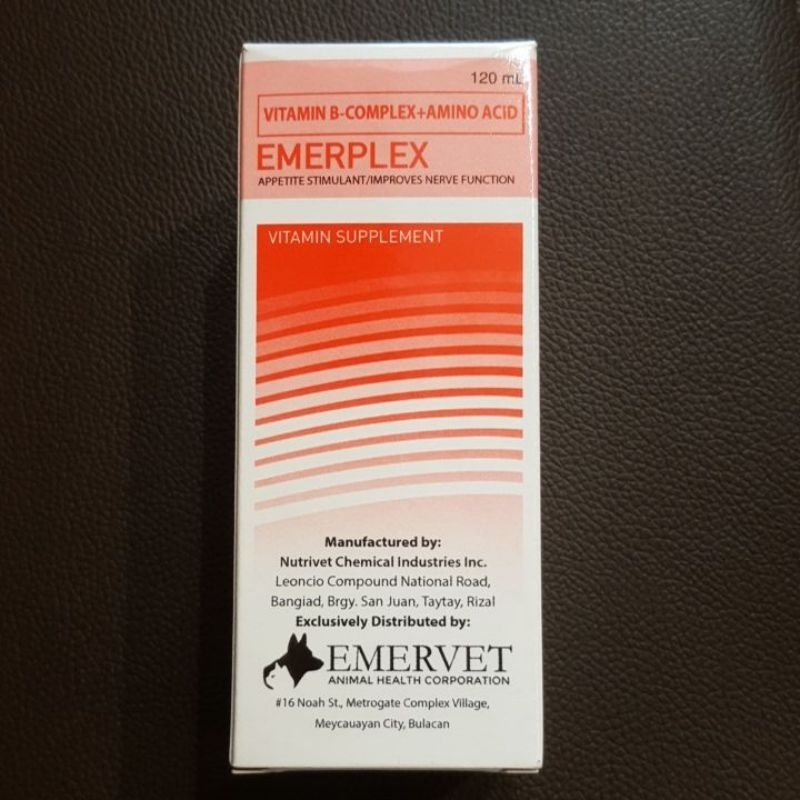 120 mL
VITAMIN B-COMPLEX+AMINO ACID
EMERPLEX
APPETITE STIMULANT/IMPROVES NERVE FUNCTION
VITAMIN SUPPLEMENT
Manufactured by:
Nutrivet Chemical Industries Inc.
Leoncio Compound National Road,
Bangiad, Brgy. San Juan, Taytay, Rizal
Exclusively Distributed by:
EMERVET
ANIMAL HEALTH CORPORATION
#16 Noah St., Metrogate Complex Village,
Meycauayan City, Bulacan